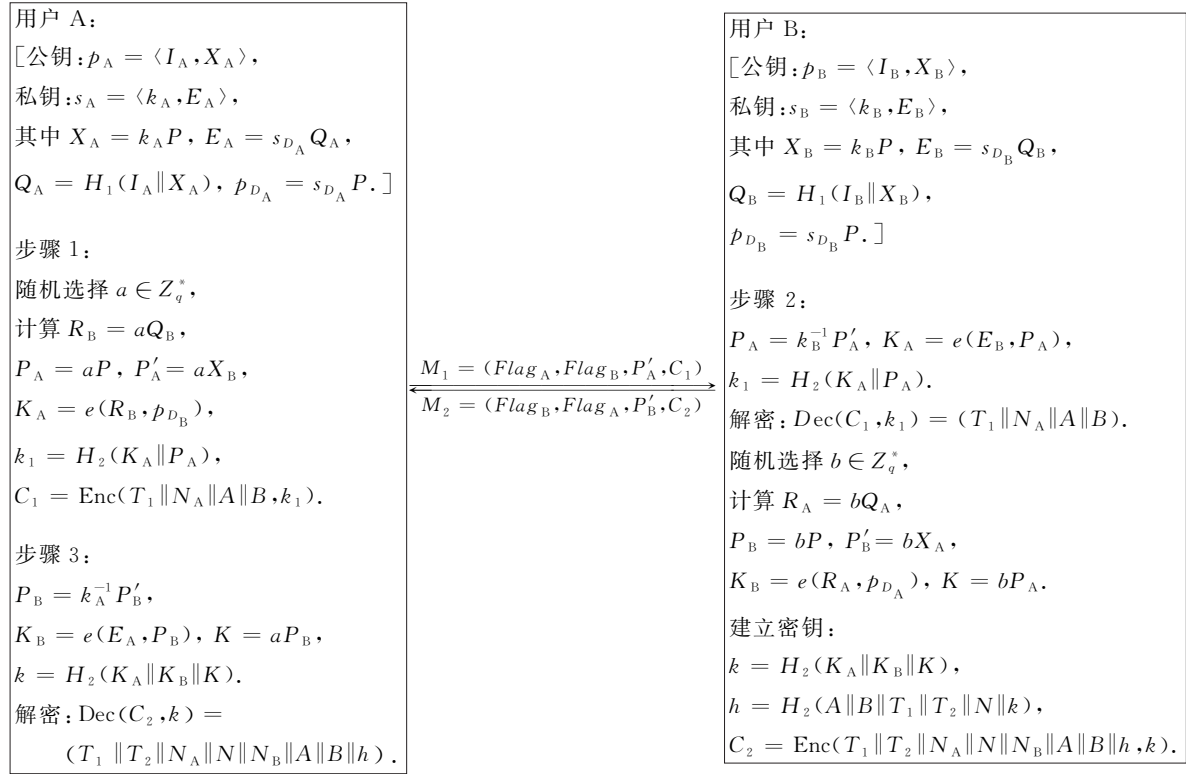 用户 A:
[公钥:p_A = ⟨I_A,X_A⟩,
私钥:s_A = ⟨k_A,E_A⟩,
其中 X_A = k_A P, E_A = s_{D_A} Q_A,
Q_A = H_1(I_A‖X_A), p_{D_A} = s_{D_A} P.]
步骤 1:
随机选择 a ∈ Z_q^*,
计算 R_B = aQ_B,
P_A = aP, P′_A = aX_B,
K_A = e(R_B, p_{D_B}),
k_1 = H_2(K_A‖P_A),
C_1 = Enc(T_1‖N_A‖A‖B,k_1).
步骤 3:
P_B = k_A^{-1} P′_B,
K_B = e(E_A,P_B), K = aP_B,
k = H_2(K_A‖K_B‖K).
解密:Dec(C_2,k) =
(T_1‖T_2‖N_A‖N‖N_B‖A‖B‖h).
M_1 = (Flag_A,Flag_B,P′_A,C_1)
M_2 = (Flag_B,Flag_A,P′_B,C_2)
用户 B:
[公钥:p_B = ⟨I_B,X_B⟩,
私钥:s_B = ⟨k_B,E_B⟩,
其中 X_B = k_B P, E_B = s_{D_B} Q_B,
Q_B = H_1(I_B‖X_B),
p_{D_B} = s_{D_B} P.]
步骤 2:
P_A = k_B^{-1} P′_A, K_A = e(E_B,P_A),
k_1 = H_2(K_A‖P_A).
解密:Dec(C_1,k_1) = (T_1‖N_A‖A‖B).
随机选择 b ∈ Z_q^*,
计算 R_A = bQ_A,
P_B = bP, P′_B = bX_A,
K_B = e(R_A,p_{D_A}), K = bP_A.
建立密钥:
k = H_2(K_A‖K_B‖K),
h = H_2(A‖B‖T_1‖T_2‖N‖k),
C_2 = Enc(T_1‖T_2‖N_A‖N‖N_B‖A‖B‖h,k).